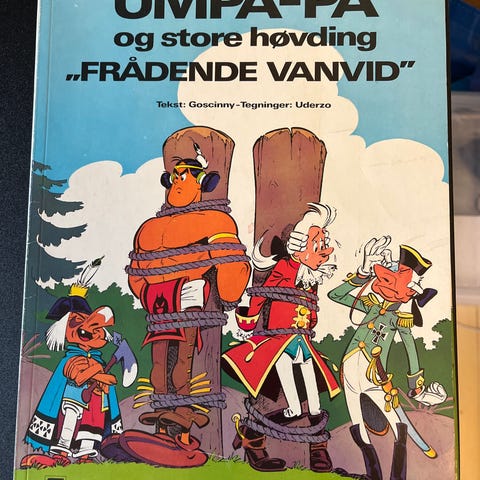 UMPA-PA
og store høvding
„FRÅDENDE VANVID”
Tekst: Goscinny-Tegninger: Uderzo